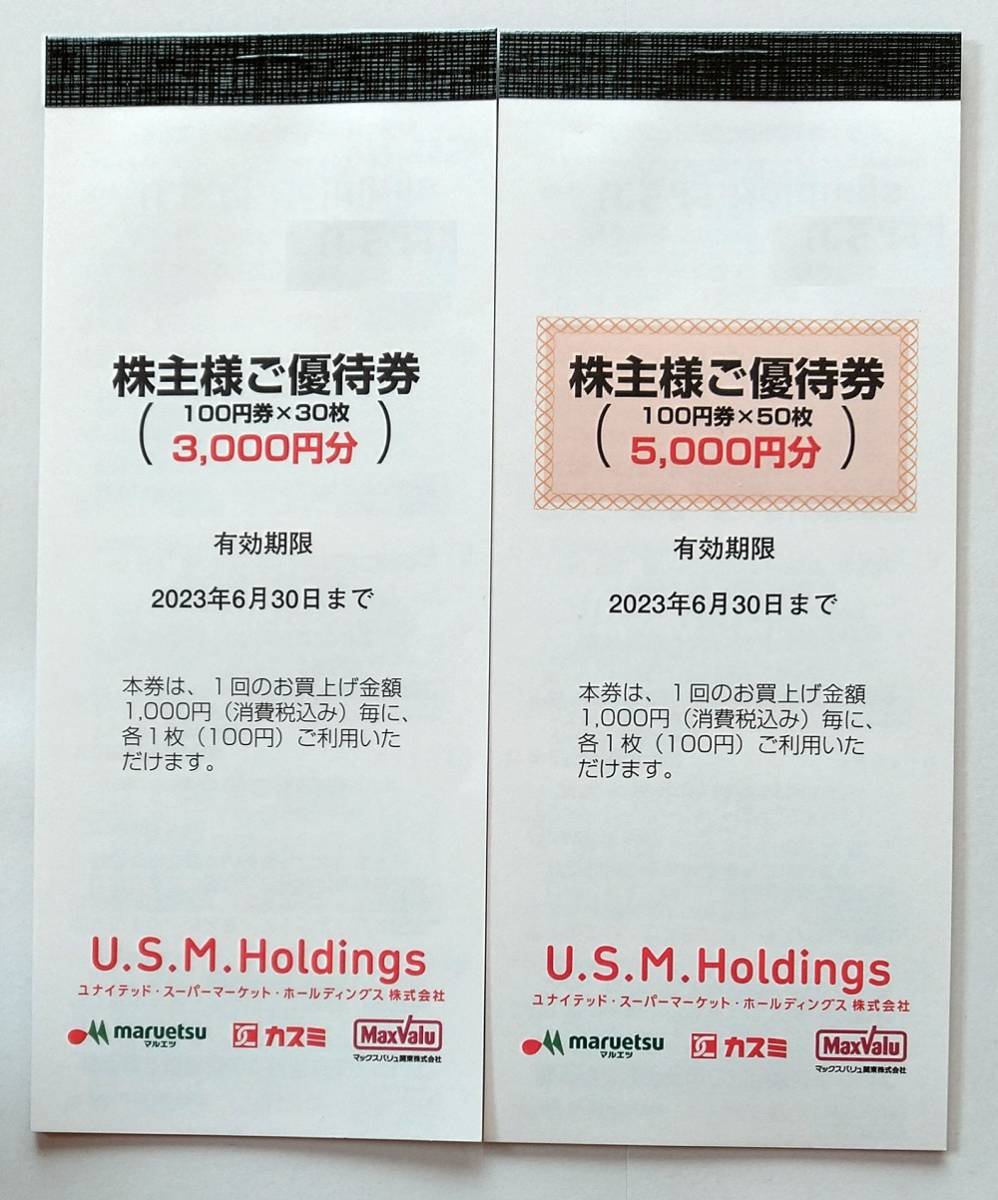 株主様ご優待券
(100円券×30枚
3,000円分)
有効期限
2023年6月30日まで
本券は、1回のお買上げ金額
1,000円（消費税込み）毎に、
各1枚（100円）ご利用いた
だけます。
U.S.M.Holdings
ユナイテッド・スーパーマーケット・ホールディングス 株式会社
maruetsu
マルエツ
カスミ
MaxValu
マックスバリュ関東株式会社
株主様ご優待券
(100円券×50枚
5,000円分)
有効期限
2023年6月30日まで
本券は、1回のお買上げ金額
1,000円（消費税込み）毎に、
各1枚（100円）ご利用いた
だけます。
U.S.M.Holdings
ユナイテッド・スーパーマーケット・ホールディングス 株式会社
maruetsu
マルエツ
カスミ
MaxValu
マックスバリュ関東株式会社